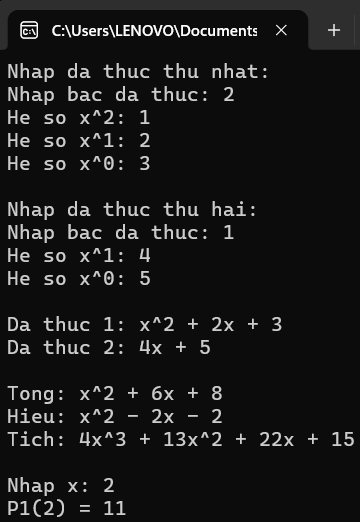 C:\Users\LENOVO\Documents
Nhap da thuc thu nhat:
Nhap bac da thuc: 2
He so x^2: 1
He so x^1: 2
He so x^0: 3
Nhap da thuc thu hai:
Nhap bac da thuc: 1
He so x^1: 4
He so x^0: 5
Da thuc 1: x^2 + 2x + 3
Da thuc 2: 4x + 5
Tong: x^2 + 6x + 8
Hieu: x^2 - 2x - 2
Tich: 4x^3 + 13x^2 + 22x + 15
Nhap x: 2
P1(2) = 11